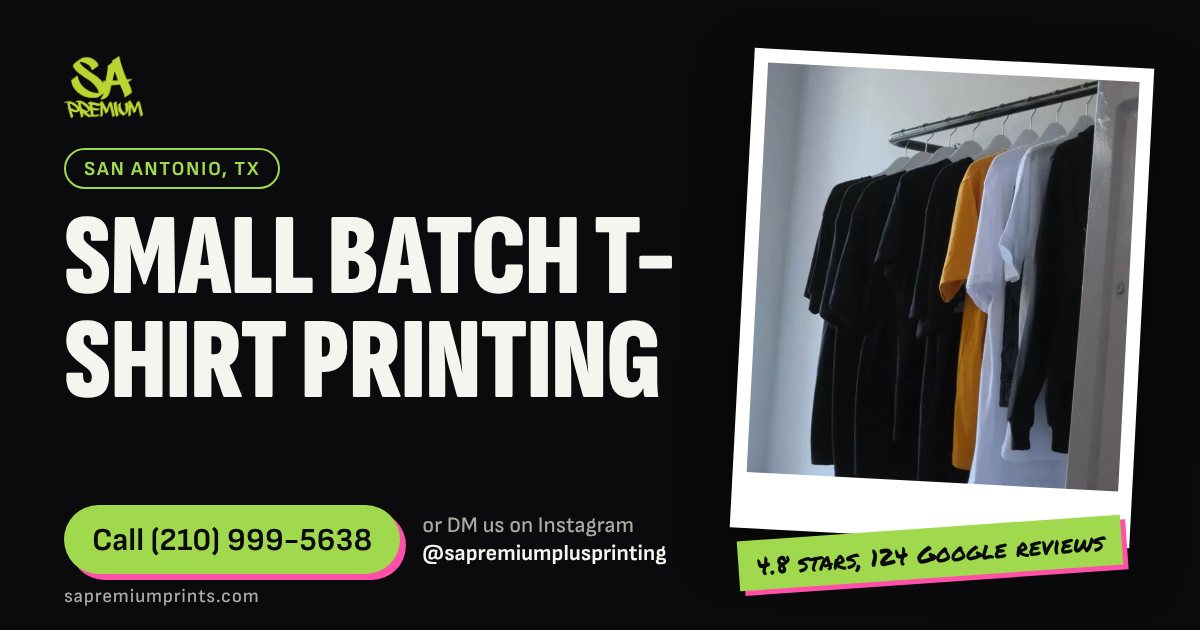 SA
PREMIUM
SAN ANTONIO, TX
SMALL BATCH T-
SHIRT PRINTING
Call (210) 999-5638
or DM us on Instagram
@sapremiumplusprinting
sapremiumprints.com
4.8 STARS, 124 GOOGLE REVIEWS